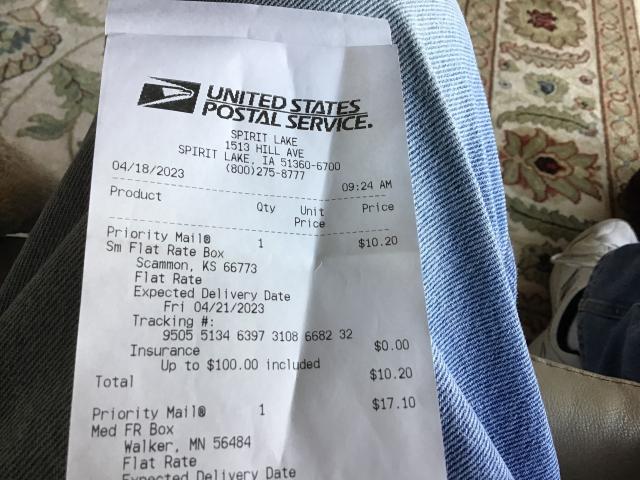 UNITED STATES
POSTAL SERVICE.
SPIRIT LAKE
1513 HILL AVE
SPIRIT LAKE, IA 51360-6700
(800)275-8777
04/18/2023 09:24 AM
Product Qty Unit Price
Price
Priority Mail® 1 $10.20
Sm Flat Rate Box
Scammon, KS 66773
Flat Rate
Expected Delivery Date
Fri 04/21/2023
Tracking #:
9505 5134 6397 3108 6682 32
Insurance $0.00
Up to $100.00 included
Total $10.20
Priority Mail® 1 $17.10
Med FR Box
Walker, MN 56484
Flat Rate
Expected Delivery Date